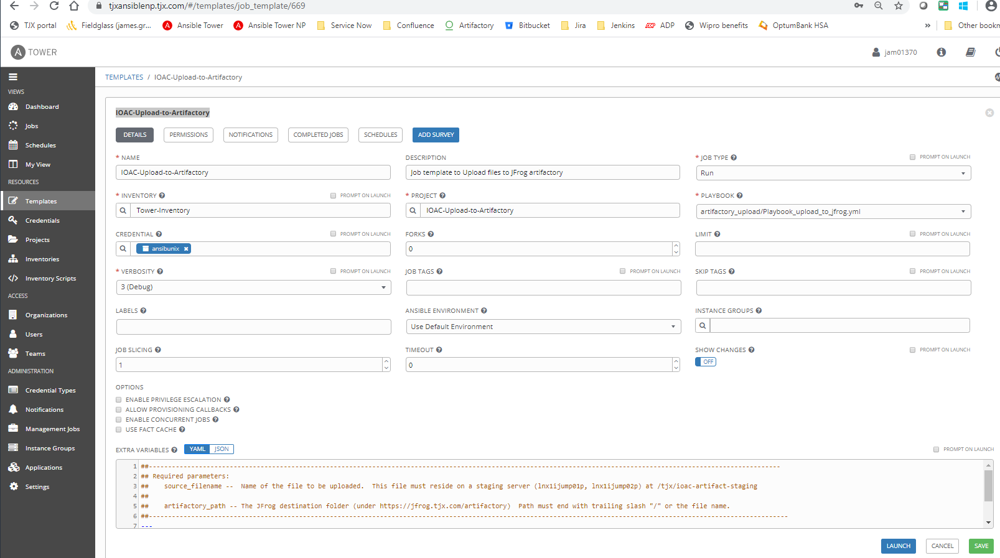 tjxansiblenp.tjx.com/#/templates/job_template/669
TJX portal Fieldglass (james.gr... Ansible Tower Ansible Tower NP Service Now Confluence Artifactory Bitbucket Jira Jenkins ADP Wipro benefits OptumBank HSA » Other bookm
A TOWER jam01370
TEMPLATES / IOAC-Upload-to-Artifactory
VIEWS
Dashboard
Jobs
Schedules
My View
RESOURCES
Templates
Credentials
Projects
Inventories
Inventory Scripts
ACCESS
Organizations
Users
Teams
ADMINISTRATION
Credential Types
Notifications
Management Jobs
Instance Groups
Applications
Settings
IOAC-Upload-to-Artifactory
DETAILS PERMISSIONS NOTIFICATIONS COMPLETED JOBS SCHEDULES ADD SURVEY
* NAME DESCRIPTION * JOB TYPE ? PROMPT ON LAUNCH
IOAC-Upload-to-Artifactory Job template to Upload files to JFrog artifactory Run
* INVENTORY ? PROMPT ON LAUNCH * PROJECT ? * PLAYBOOK ?
Tower-Inventory IOAC-Upload-to-Artifactory artifactory_upload/Playbook_upload_to_jfrog.yml
CREDENTIAL ? PROMPT ON LAUNCH FORKS ? LIMIT ? PROMPT ON LAUNCH
ansibunix × 0
* VERBOSITY ? PROMPT ON LAUNCH JOB TAGS ? PROMPT ON LAUNCH SKIP TAGS ? PROMPT ON LAUNCH
3 (Debug)
LABELS ? ANSIBLE ENVIRONMENT ? INSTANCE GROUPS ?
Use Default Environment
JOB SLICING ? TIMEOUT ? SHOW CHANGES ? PROMPT ON LAUNCH
1 0 OFF
OPTIONS
ENABLE PRIVILEGE ESCALATION ?
ALLOW PROVISIONING CALLBACKS ?
ENABLE CONCURRENT JOBS ?
USE FACT CACHE ?
EXTRA VARIABLES ? YAML JSON PROMPT ON LAUNCH
1 ##--------------------------------------------------------------------------------
2 ## Required parameters:
3 ## source_filename -- Name of the file to be uploaded. This file must reside on a staging server (lnx1ijump01p, lnx1ijump02p) at /tjx/ioac-artifact-staging
4 ##
5 ## artifactory_path -- The JFrog destination folder (under https://jfrog.tjx.com/artifactory) Path must end with trailing slash "/" or the file name.
6 ##--------------------------------------------------------------------------------
7 ---
LAUNCH CANCEL SAVE